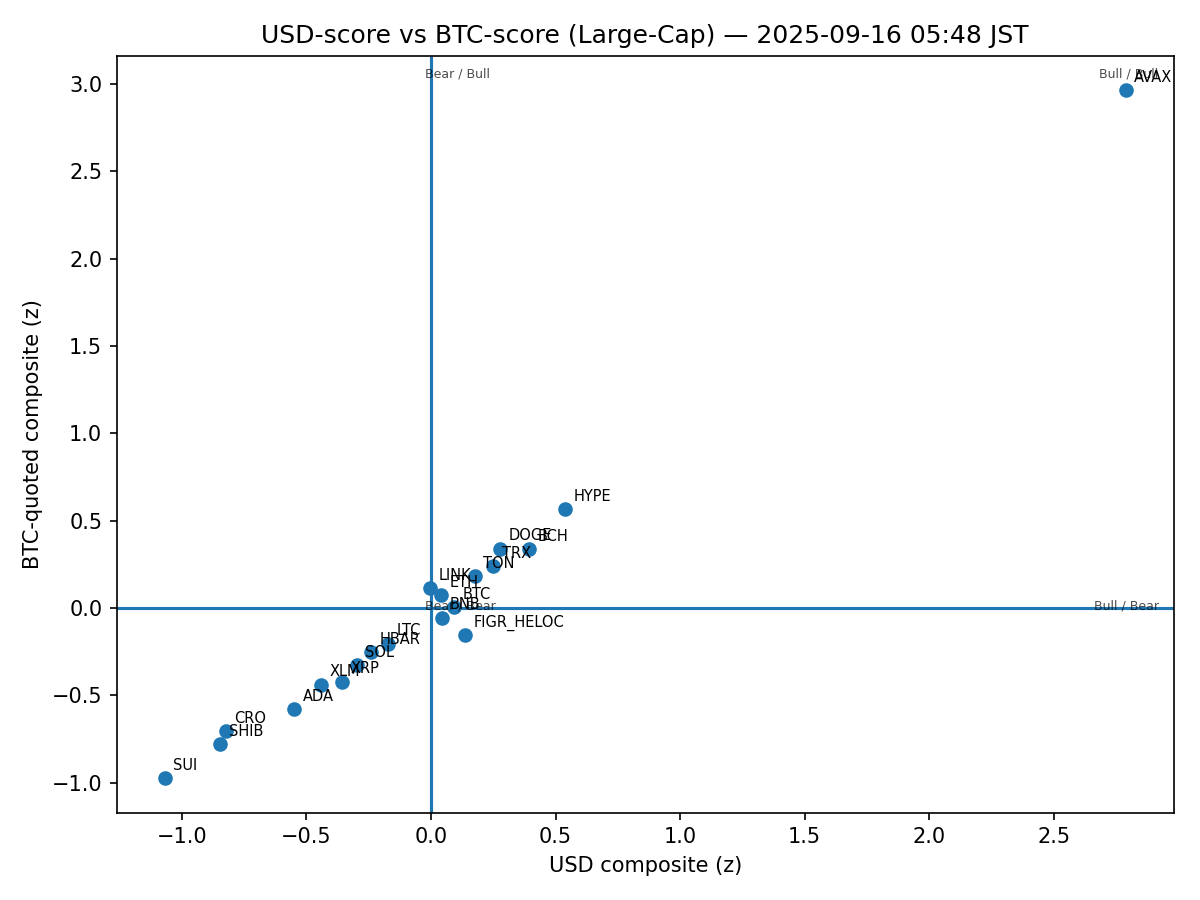 USD-score vs BTC-score (Large-Cap) — 2025-09-16 05:48 JST
Bear / Bull
Bull / Bull
AVAX
3.0
2.5
2.0
1.5
1.0
0.5
0.0
−0.5
−1.0
BTC-quoted composite (z)
HYPE
DOGE
BCH
TRX
TON
LINK
ETH
BTC
BNB
Bear / Bear
Bull / Bear
FIGR_HELOC
LTC
HBAR
SOL
XRP
XLM
ADA
CRO
SHIB
SUI
−1.0
−0.5
0.0
0.5
1.0
1.5
2.0
2.5
USD composite (z)